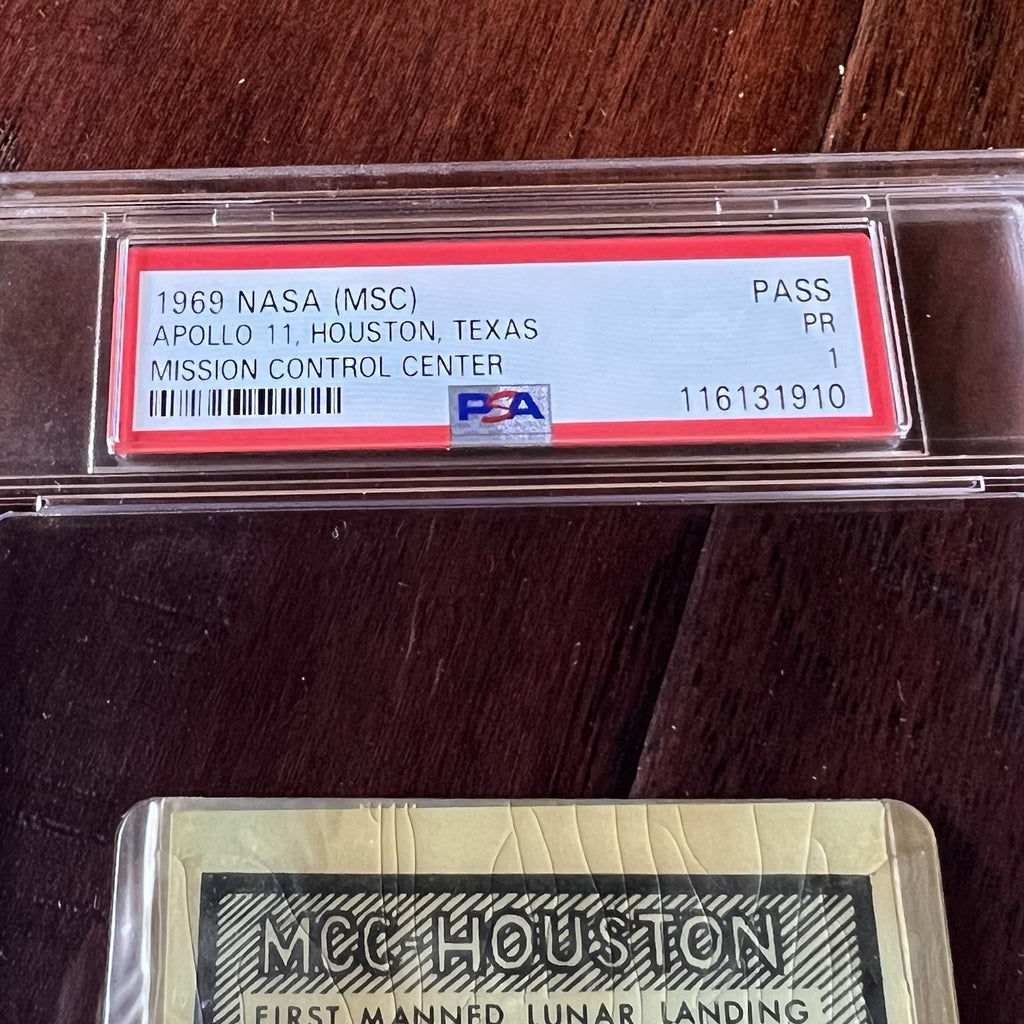 1969 NASA (MSC) PASS
APOLLO 11, HOUSTON, TEXAS PR
MISSION CONTROL CENTER 1
PSA 116131910
MCC-HOUSTON
FIRST MANNED LUNAR LANDING